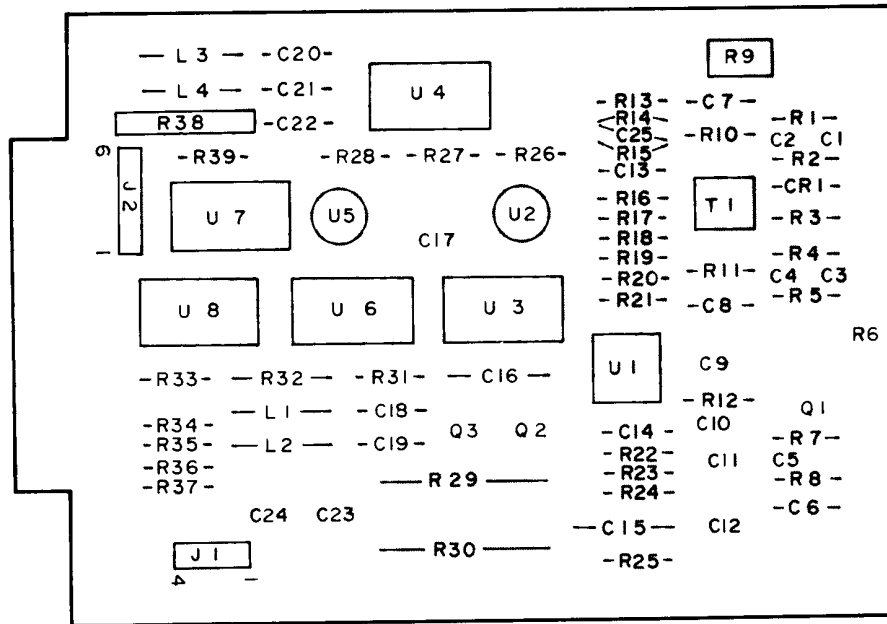 L3 C20 R9
L4 C21 U4 R13 C7
R38 C22 R14 R1
C25 R10 C2 C1
6 R39 R28 R27 R26 R15 R2
C13
J2 R16 T1 CR1
U7 U5 U2 R17 R3
C17 R18
1 R19 R4
R20 R11 C4 C3
R21 C8 R5
U8 U6 U3
R6
U1 C9
R33 R32 R31 C16
R12
L1 C18 Q1
R34 Q3 Q2 C14 C10
R35 L2 C19 R22 R7
R36 R23 C11 C5
R37 R29 R24 R8
C6
C24 C23 C15 C12
J1 R30 R25
4 1